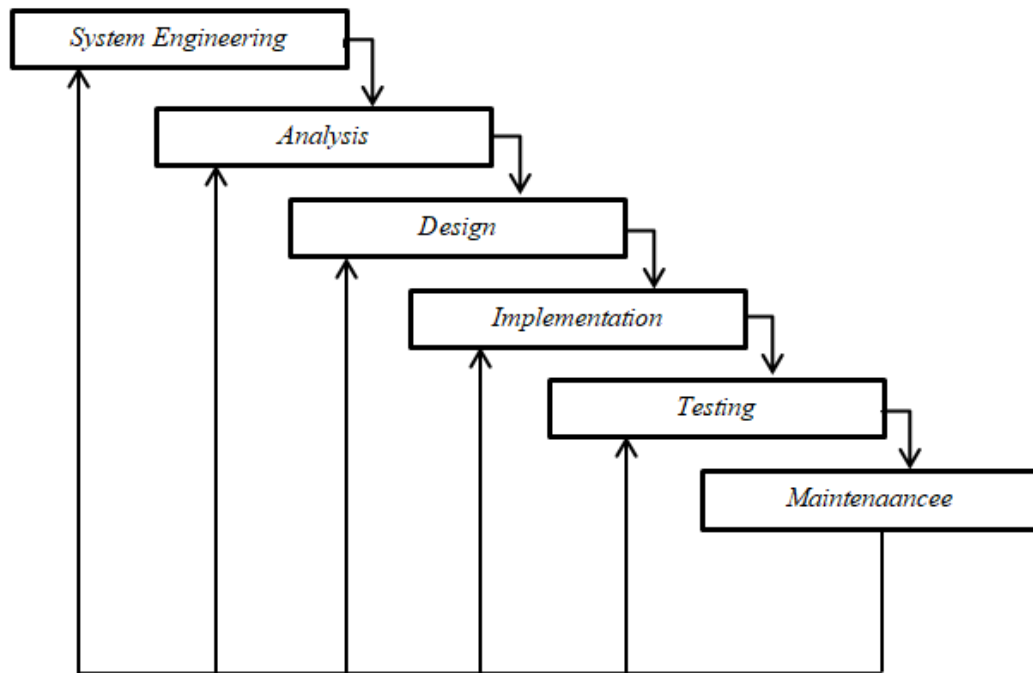 System Engineering
Analysis
Design
Implementation
Testing
Maintenaancee